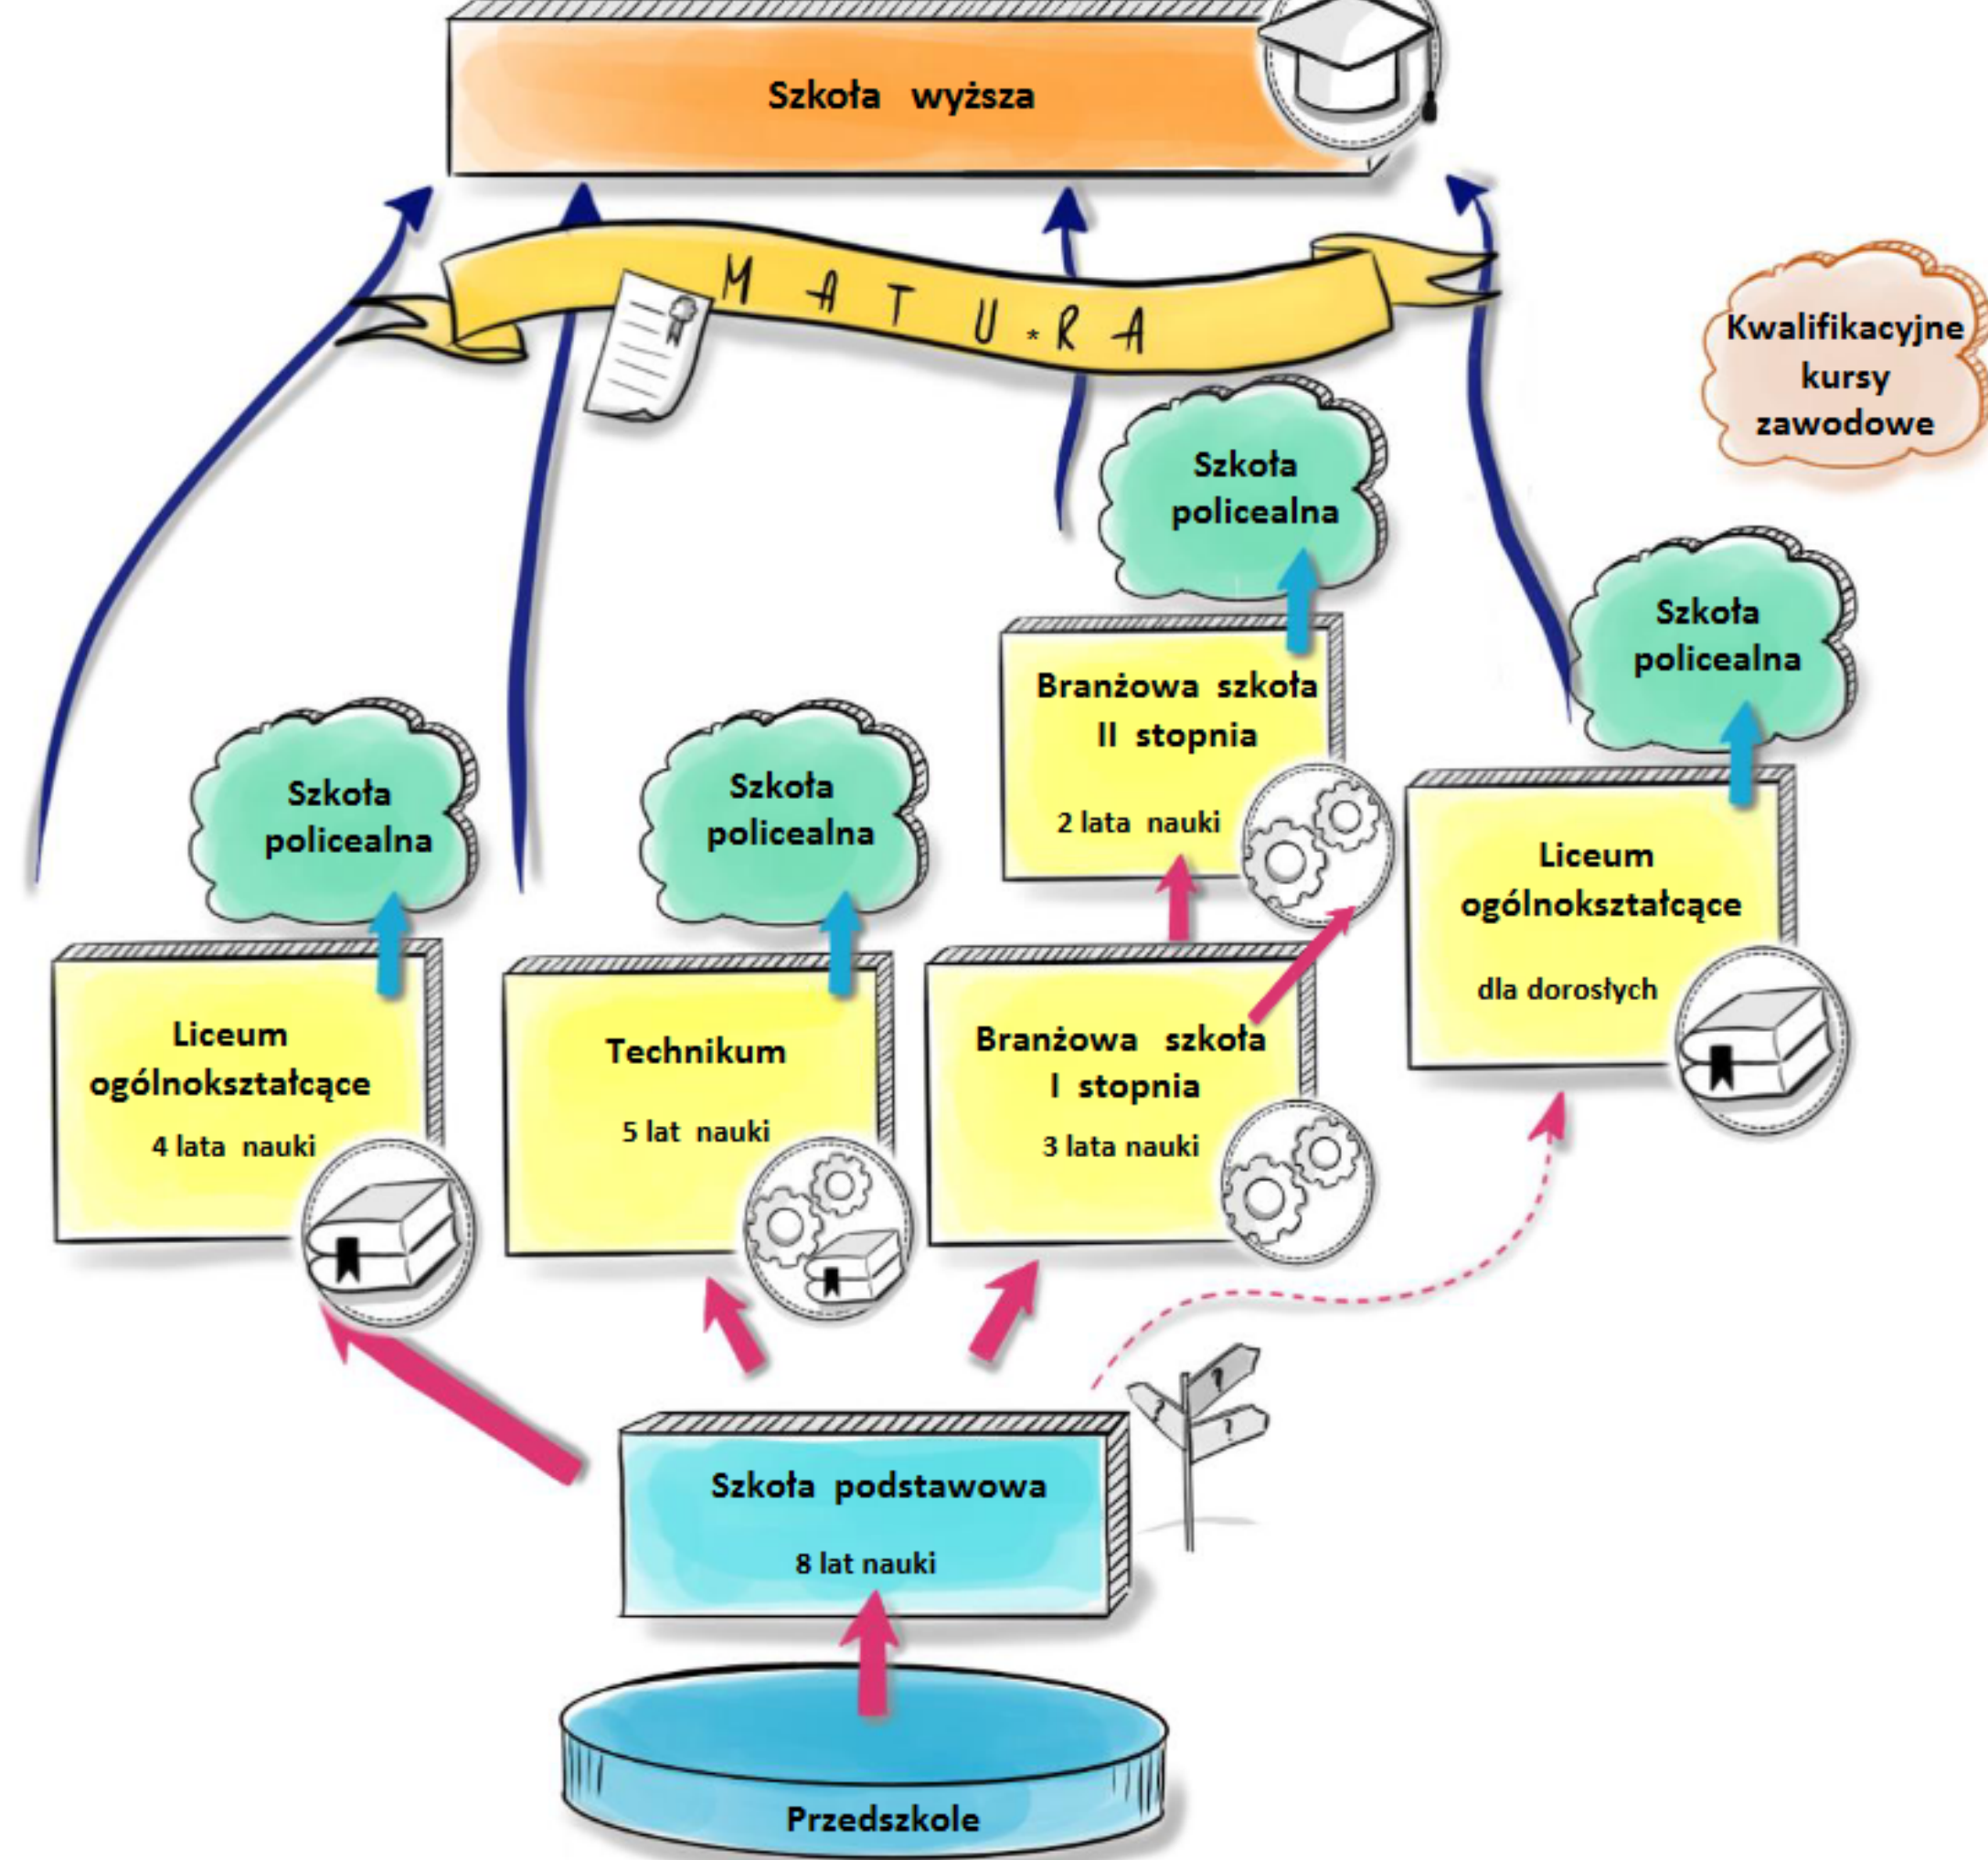 Szkoła wyższa
M A T U * R A
Kwalifikacyjne
kursy
zawodowe
Szkoła
policealna
Szkoła
policealna
Branżowa szkoła
II stopnia
2 lata nauki
Szkoła
policealna
Szkoła
policealna
Liceum
ogólnokształcące
dla dorosłych
Liceum
ogólnokształcące
4 lata nauki
Technikum
5 lat nauki
Branżowa szkoła
I stopnia
3 lata nauki
?
?
?
Szkoła podstawowa
8 lat nauki
Przedszkole